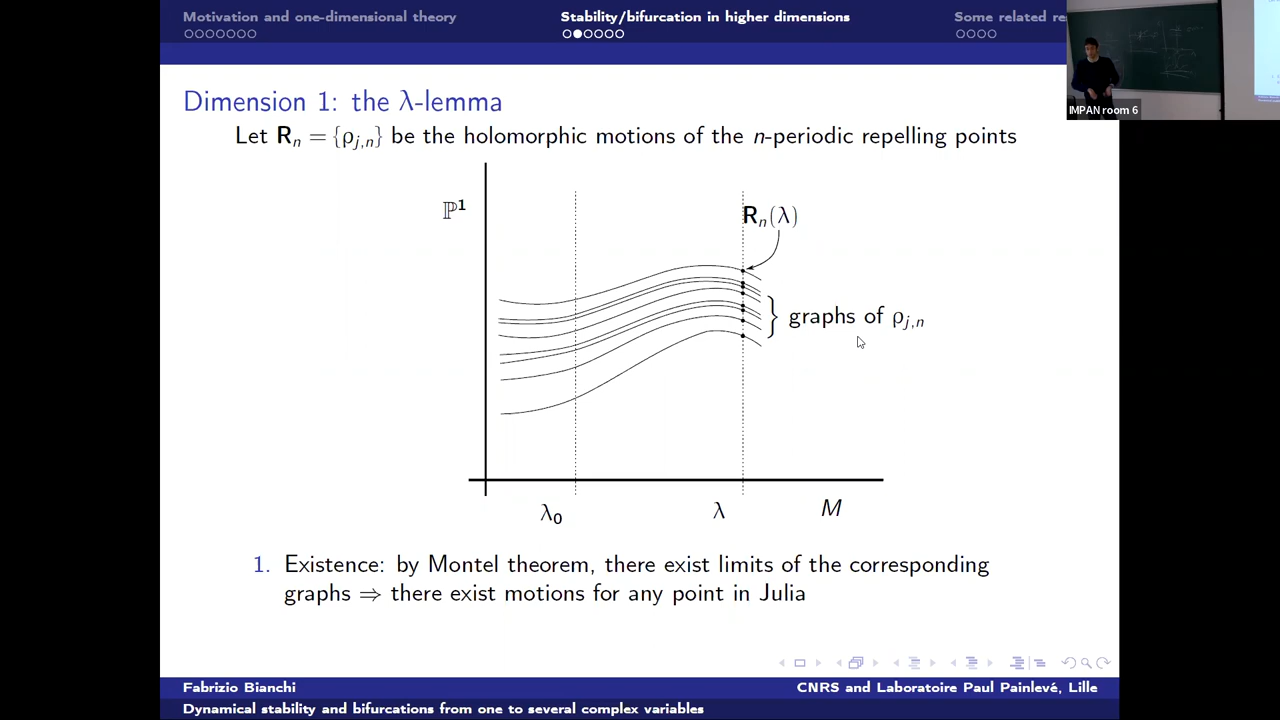 Motivation and one-dimensional theory
Stability/bifurcation in higher dimensions
Some related re
IMPAN room 6
Dimension 1: the λ-lemma
Let R_n = {ρ_{j,n}} be the holomorphic motions of the n-periodic repelling points
ℙ¹
R_n(λ)
graphs of ρ_{j,n}
λ₀
λ
M
1. Existence: by Montel theorem, there exist limits of the corresponding
graphs ⇒ there exist motions for any point in Julia
Fabrizio Bianchi
CNRS and Laboratoire Paul Painlevé, Lille
Dynamical stability and bifurcations from one to several complex variables